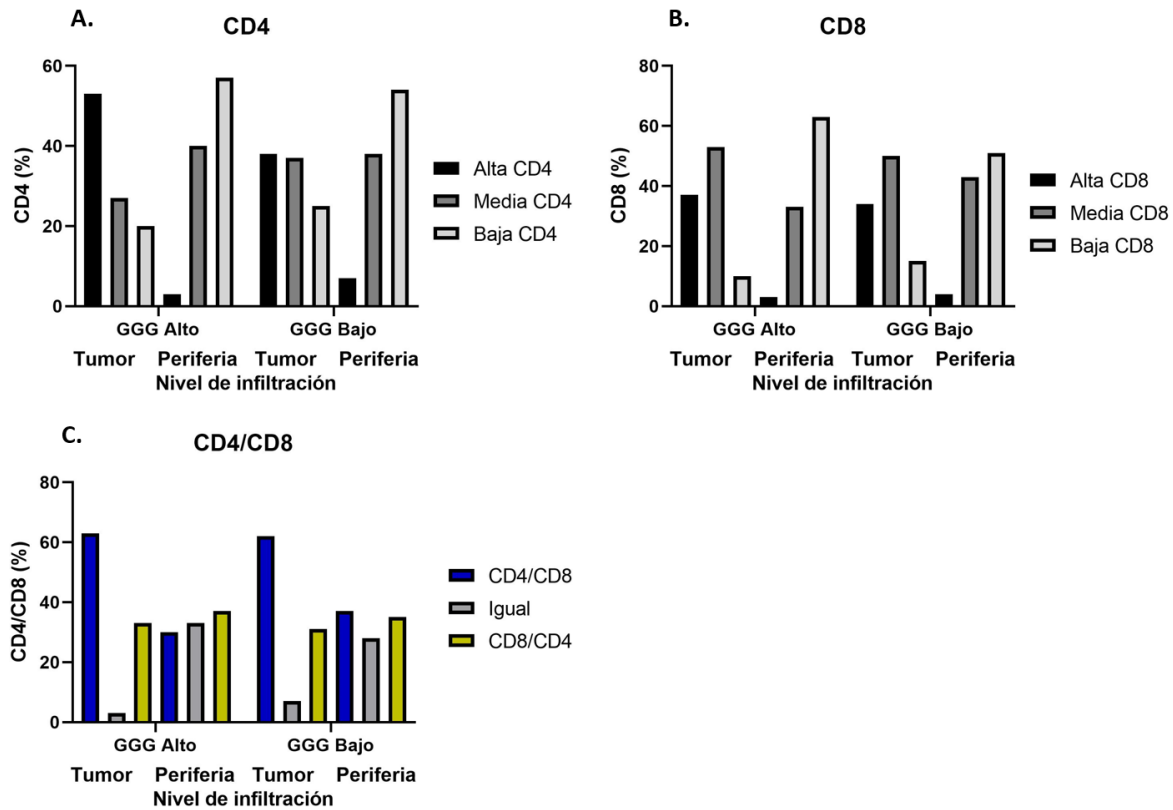 A.
CD4
60
40
20
0
CD4 (%)
Alta CD4
Media CD4
Baja CD4
GGG Alto GGG Bajo
Tumor Periferia Tumor Periferia
Nivel de infiltración
B.
CD8
80
60
40
20
0
CD8 (%)
Alta CD8
Media CD8
Baja CD8
GGG Alto GGG Bajo
Tumor Periferia Tumor Periferia
Nivel de infiltración
C.
CD4/CD8
80
60
40
20
0
CD4/CD8 (%)
CD4/CD8
Igual
CD8/CD4
GGG Alto GGG Bajo
Tumor Periferia Tumor Periferia
Nivel de infiltración